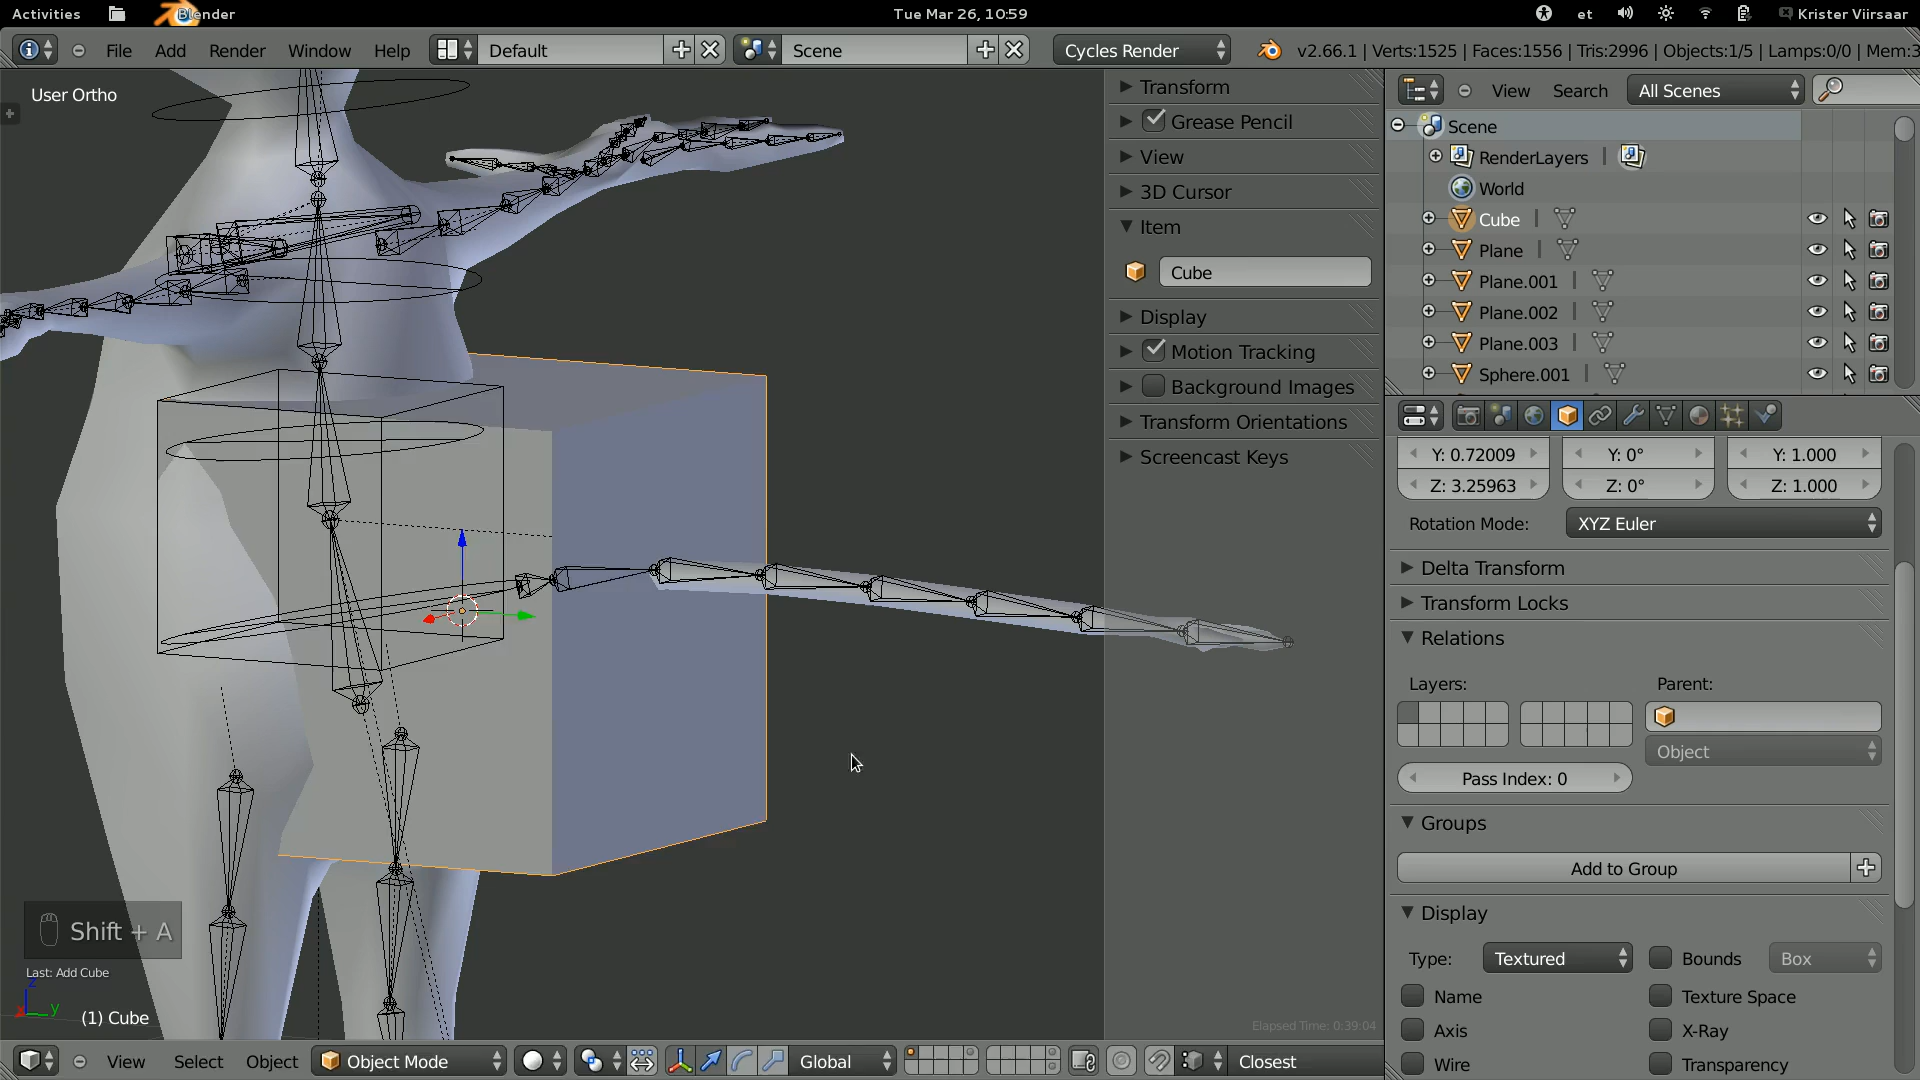 Activities
Blender
Tue Mar 26, 10:59
et
Krister Viirsaar
File Add Render Window Help
Default
Scene
Cycles Render
v2.66.1 | Verts:1525 | Faces:1556 | Tris:2996 | Objects:1/5 | Lamps:0/0 | Mem:3
User Ortho
Transform
Grease Pencil
View
3D Cursor
Item
Cube
Display
Motion Tracking
Background Images
Transform Orientations
Screencast Keys
View Search All Scenes
Scene
RenderLayers |
World
Cube |
Plane |
Plane.001 |
Plane.002 |
Plane.003 |
Sphere.001 |
Y: 0.72009 Y: 0° Y: 1.000
Z: 3.25963 Z: 0° Z: 1.000
Rotation Mode: XYZ Euler
Delta Transform
Transform Locks
Relations
Layers: Parent:
Object
Pass Index: 0
Groups
Add to Group
Display
Type: Textured Bounds Box
Name Texture Space
Axis X-Ray
Wire Transparency
Shift + A
Last: Add Cube
z
x y
(1) Cube
Elapsed Time: 0:39:04
View Select Object Object Mode Global Closest